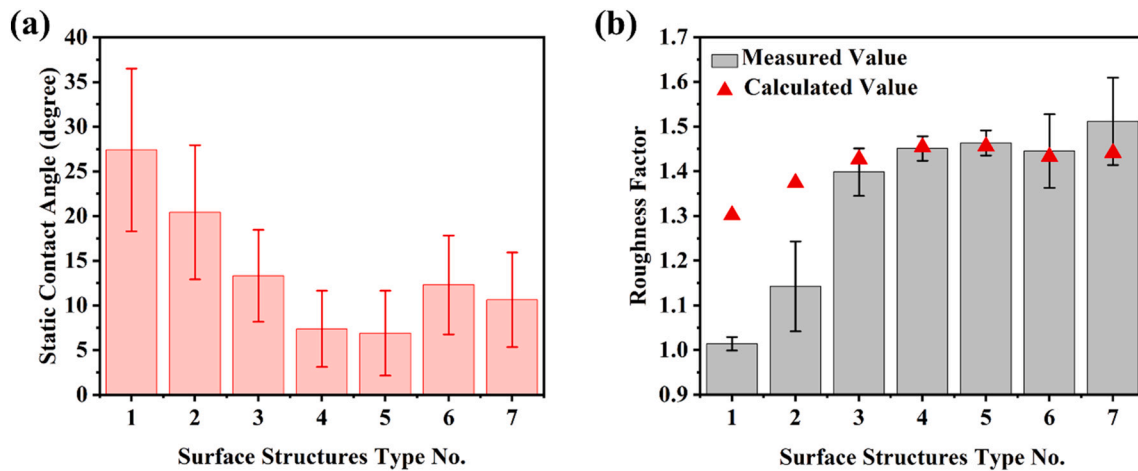 (a)
Static Contact Angle (degree)
40
35
30
25
20
15
10
5
0
1 2 3 4 5 6 7
Surface Structures Type No.
(b)
Roughness Factor
1.7
1.6
1.5
1.4
1.3
1.2
1.1
1.0
0.9
Measured Value
Calculated Value
1 2 3 4 5 6 7
Surface Structures Type No.